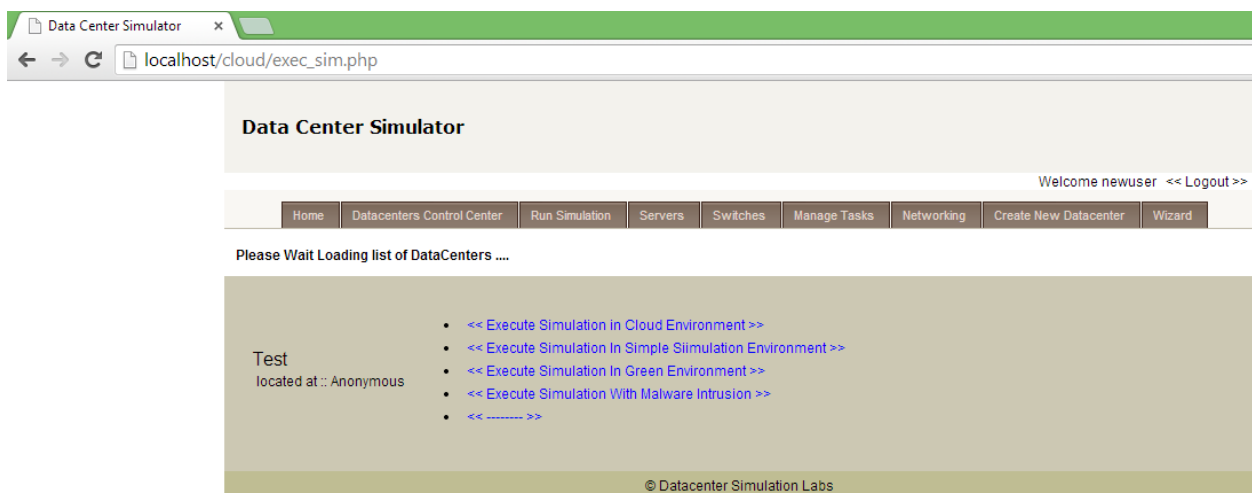 Data Center Simulator
localhost/cloud/exec_sim.php
Data Center Simulator
Welcome newuser << Logout >>
Home Datacenters Control Center Run Simulation Servers Switches Manage Tasks Networking Create New Datacenter Wizard
Please Wait Loading list of DataCenters ....
Test
located at :: Anonymous
<< Execute Simulation in Cloud Environment >>
<< Execute Simulation In Simple Siimulation Environment >>
<< Execute Simulation In Green Environment >>
<< Execute Simulation With Malware Intrusion >>
<< -------- >>
© Datacenter Simulation Labs